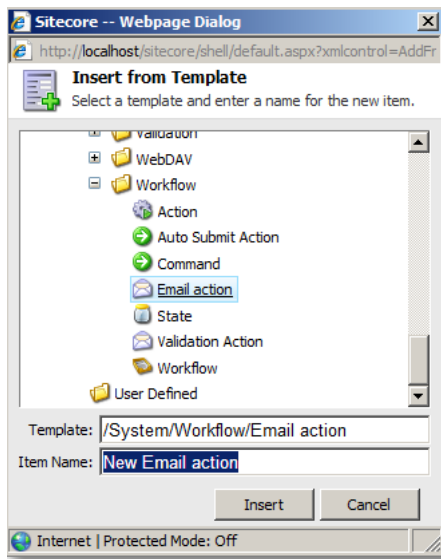 Sitecore -- Webpage Dialog
http://localhost/sitecore/shell/default.aspx?xmlcontrol=AddFr
Insert from Template
Select a template and enter a name for the new item.
Validation
WebDAV
Workflow
Action
Auto Submit Action
Command
Email action
State
Validation Action
Workflow
User Defined
Template: /System/Workflow/Email action
Item Name: New Email action
Insert Cancel
Internet | Protected Mode: Off